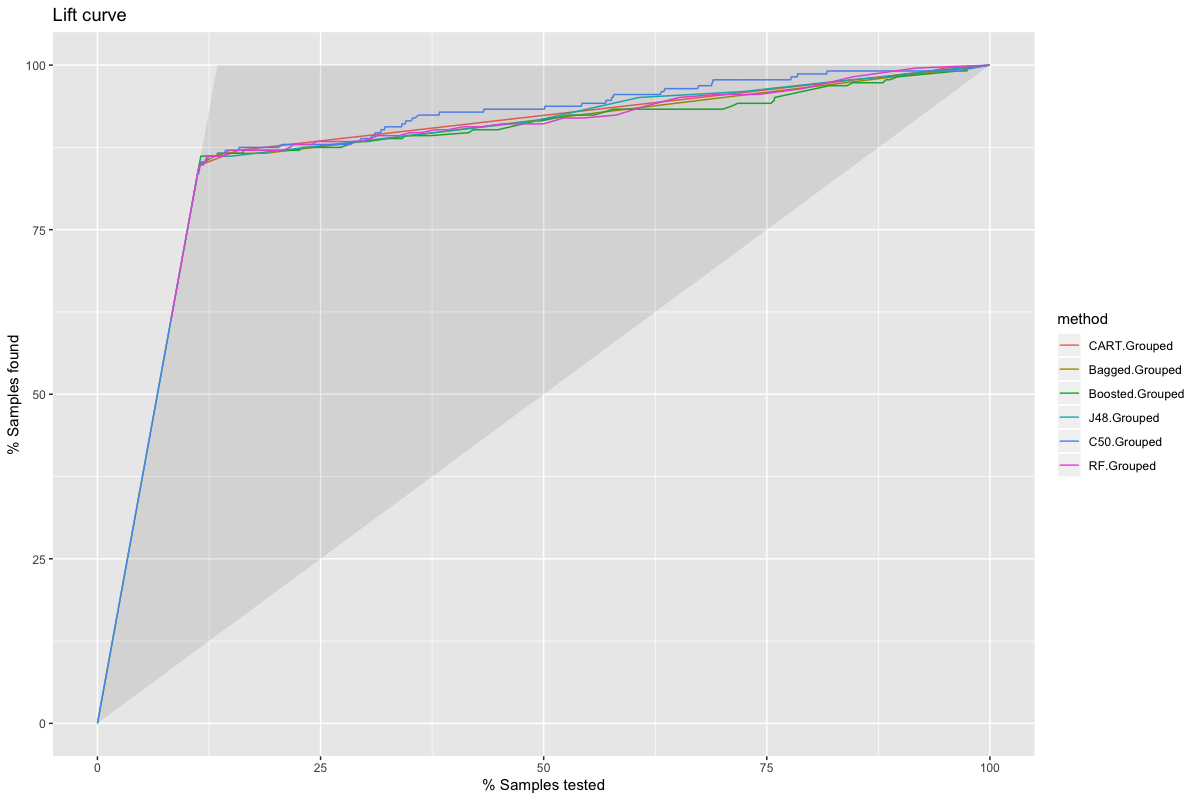 Lift curve
% Samples found
100
75
50
25
0
0
25
50
75
100
% Samples tested
method
CART.Grouped
Bagged.Grouped
Boosted.Grouped
J48.Grouped
C50.Grouped
RF.Grouped